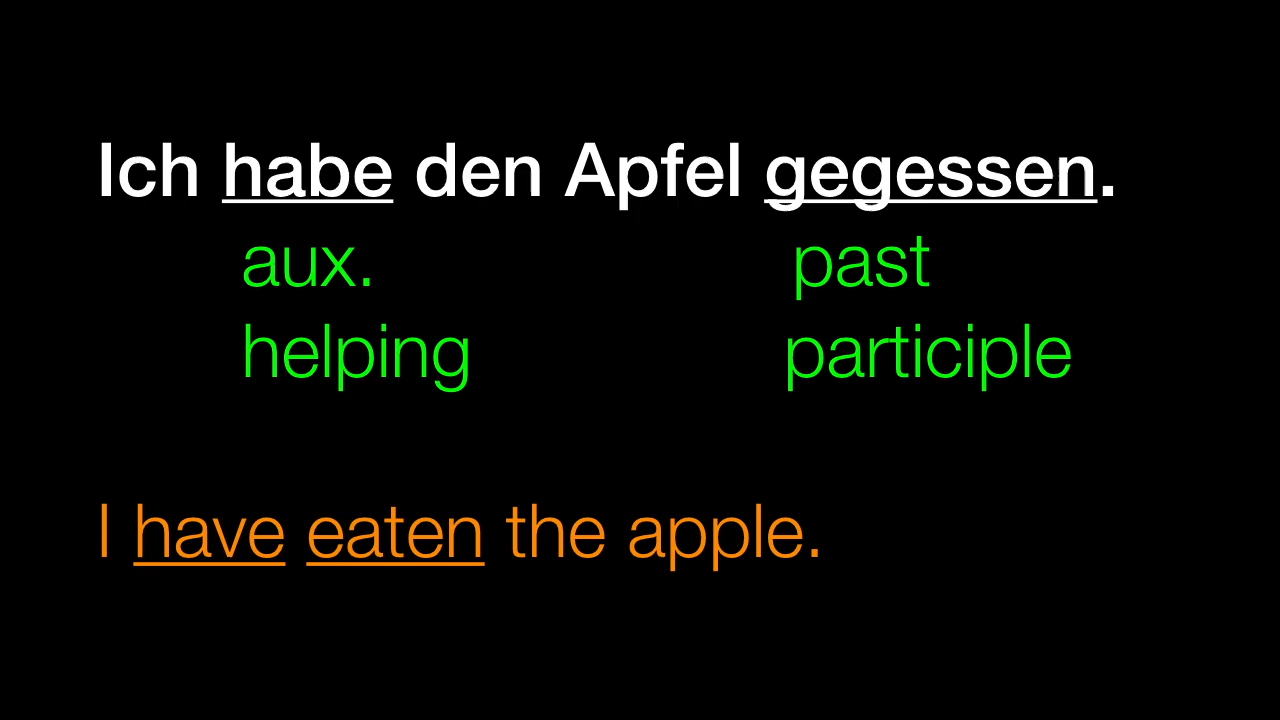 Ich habe den Apfel gegessen.
aux. past
helping participle
I have eaten the apple.